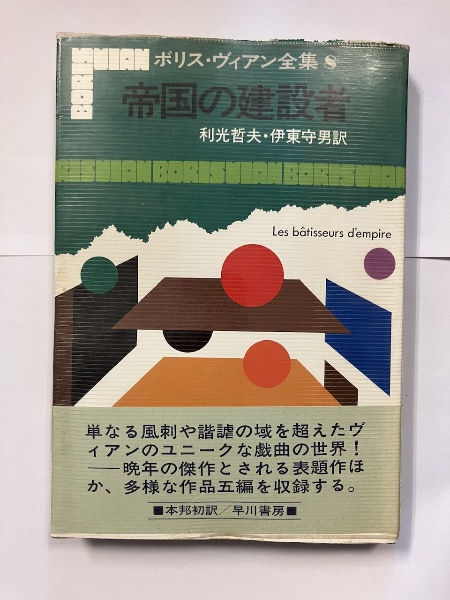 BORIS VIAN
ボリス・ヴィアン全集 8
帝国の建設者
利光哲夫・伊東守男訳
RIS VIAN BORIS VIAN BORIS VIAN
Les bâtisseurs d'empire
単なる風刺や諧謔の域を超えたヴ
ィアンのユニークな戯曲の世界！
——晩年の傑作とされる表題作ほ
か、多様な作品五編を収録する。
■本邦初訳／早川書房■